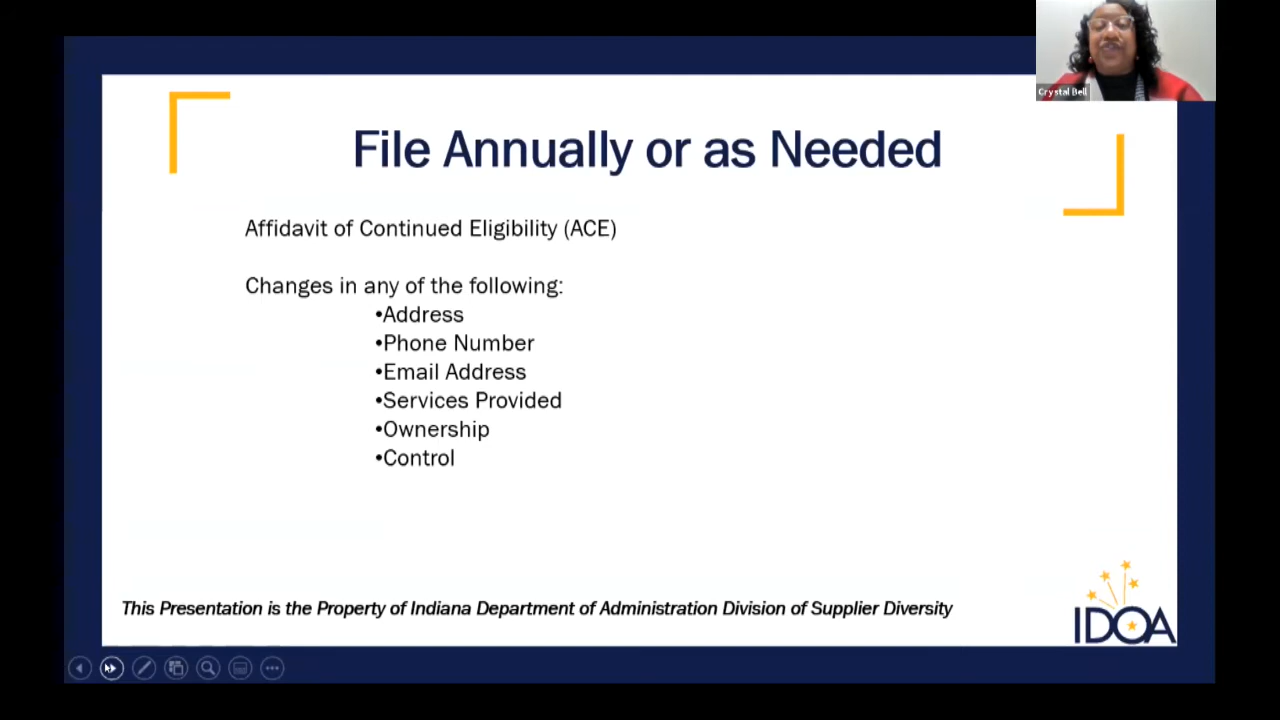 Crystal Bell
File Annually or as Needed
Affidavit of Continued Eligibility (ACE)
Changes in any of the following:
•Address
•Phone Number
•Email Address
•Services Provided
•Ownership
•Control
This Presentation is the Property of Indiana Department of Administration Division of Supplier Diversity
IDOA